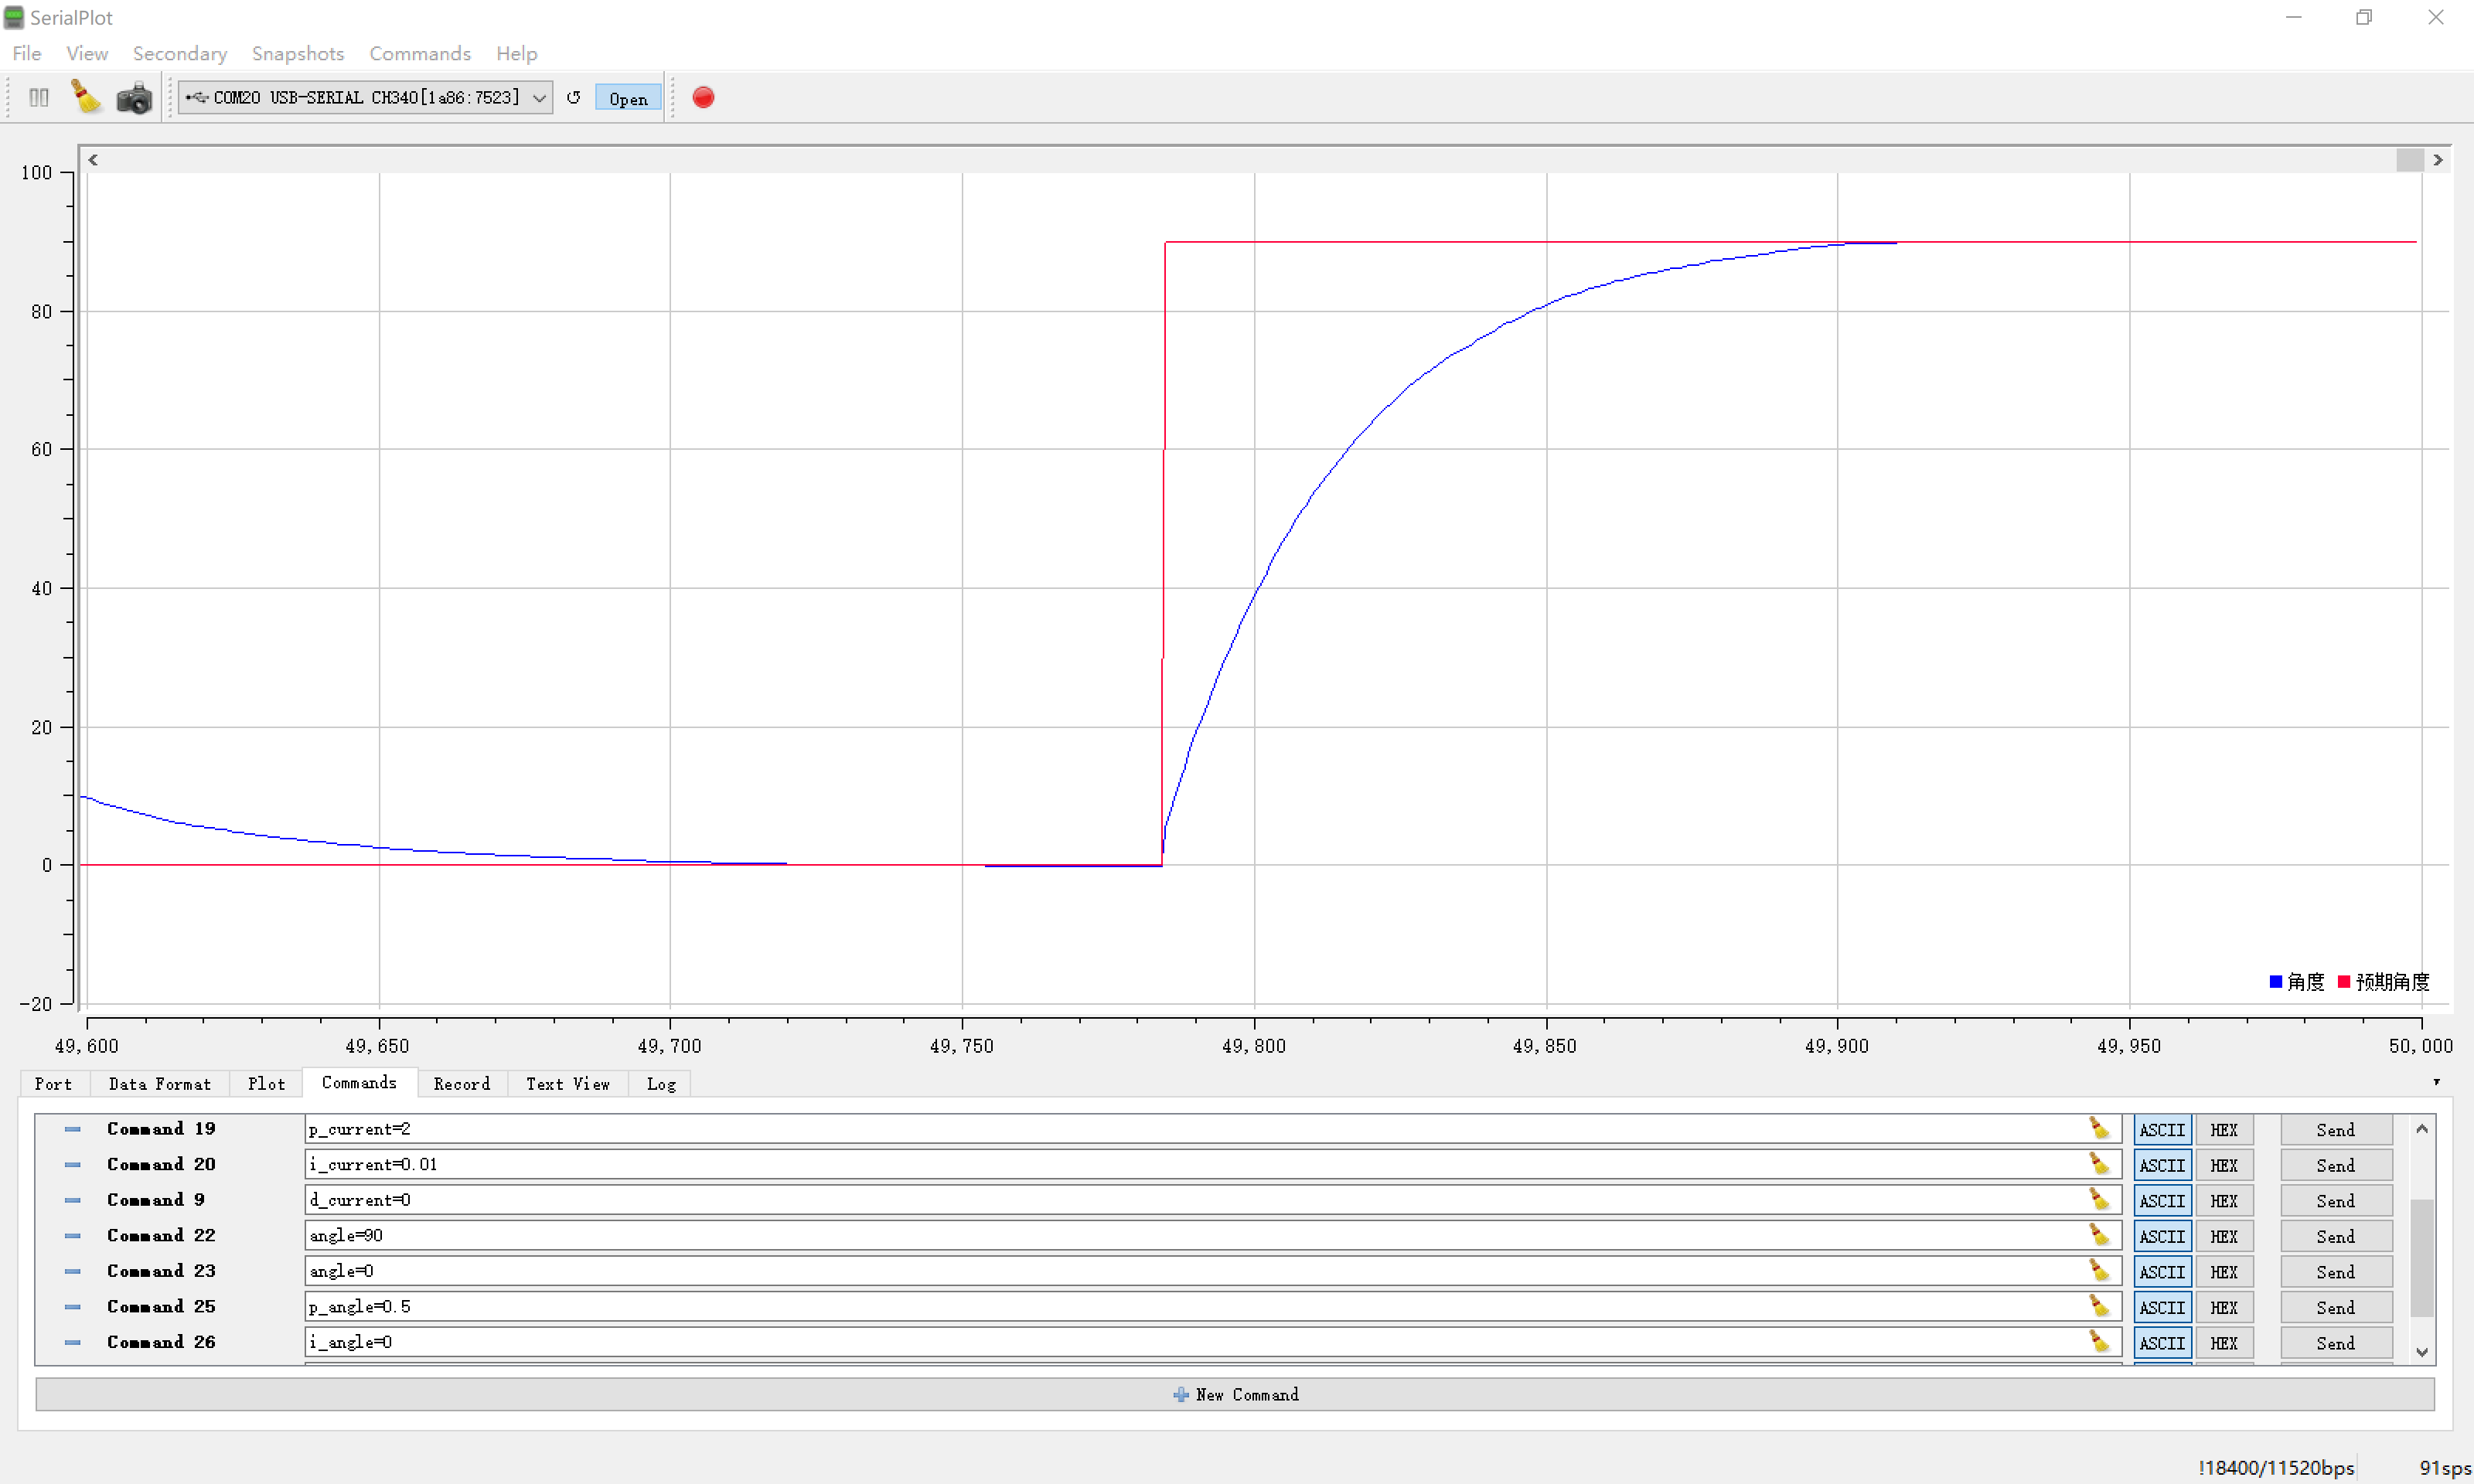 SerialPlot
File View Secondary Snapshots Commands Help
COM20 USB-SERIAL CH340[1a86:7523] Open
100
80
60
40
20
0
-20
角度 预期角度
49,600 49,650 49,700 49,750 49,800 49,850 49,900 49,950 50,000
Port Data Format Plot Commands Record Text View Log
Command 19 p_current=2 ASCII HEX Send
Command 20 i_current=0.01 ASCII HEX Send
Command 9 d_current=0 ASCII HEX Send
Command 22 angle=90 ASCII HEX Send
Command 23 angle=0 ASCII HEX Send
Command 25 p_angle=0.5 ASCII HEX Send
Command 26 i_angle=0 ASCII HEX Send
New Command
!18400/11520bps 91sps